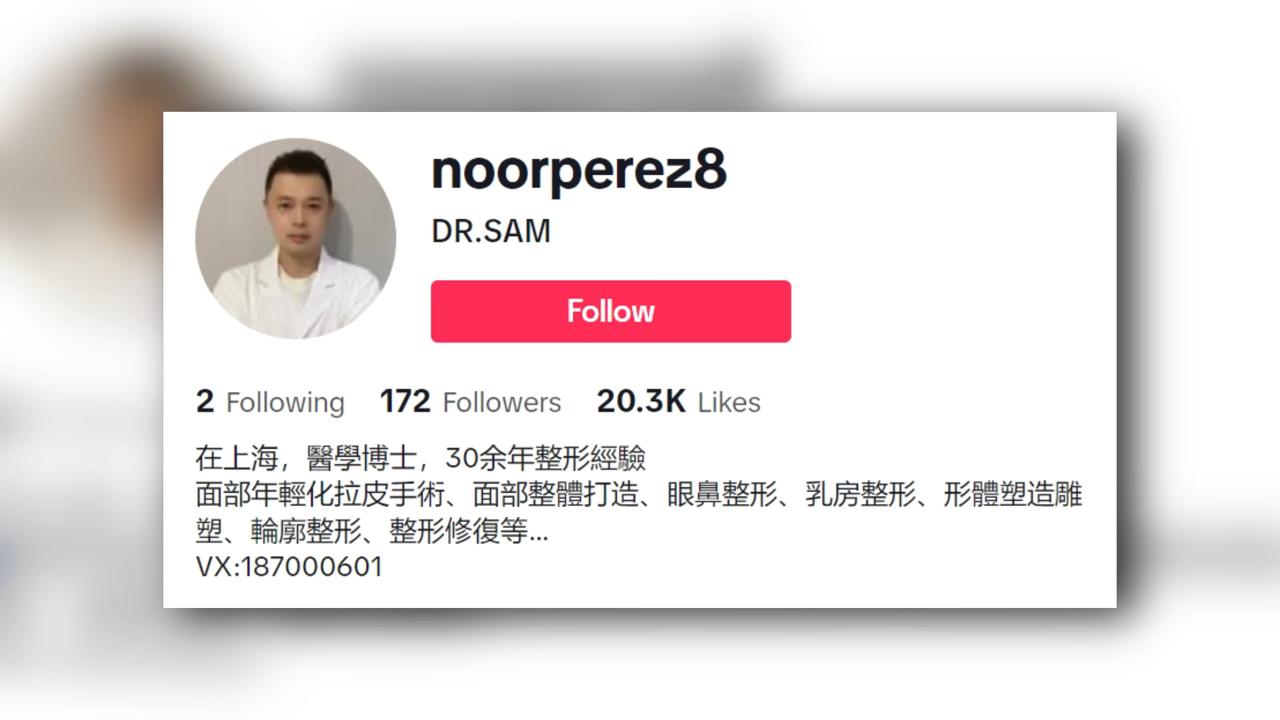 noorperez8
DR.SAM
Follow
2 Following 172 Followers 20.3K Likes
在上海，醫學博士，30余年整形經驗
面部年輕化拉皮手術、面部整體打造、眼鼻整形、乳房整形、形體塑造雕
塑、輪廓整形、整形修復等...
VX:187000601